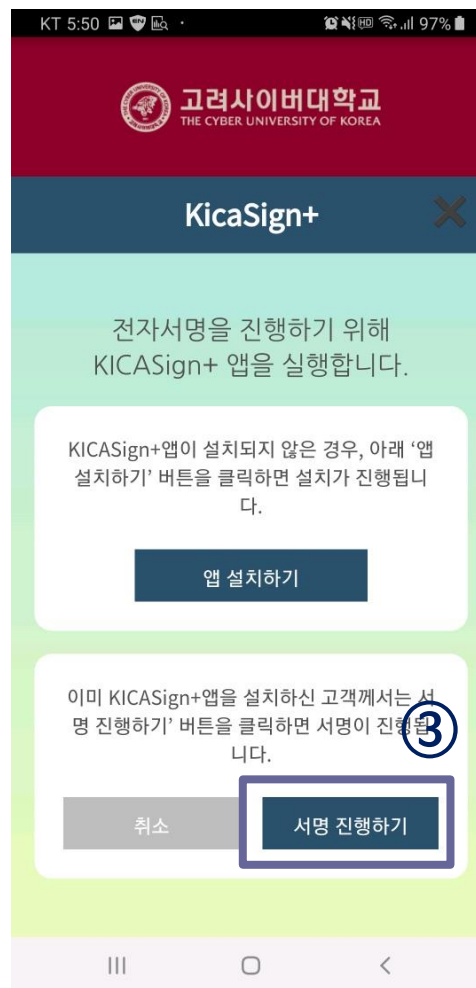 KT 5:50 97%
고려사이버대학교
THE CYBER UNIVERSITY OF KOREA
KicaSign+
전자서명을 진행하기 위해
KICASign+ 앱을 실행합니다.
KICASign+앱이 설치되지 않은 경우, 아래 ‘앱
설치하기’ 버튼을 클릭하면 설치가 진행됩니
다.
앱 설치하기
이미 KICASign+앱을 설치하신 고객께서는 서
명 진행하기’ 버튼을 클릭하면 서명이 진행됩
니다.
③
취소 서명 진행하기